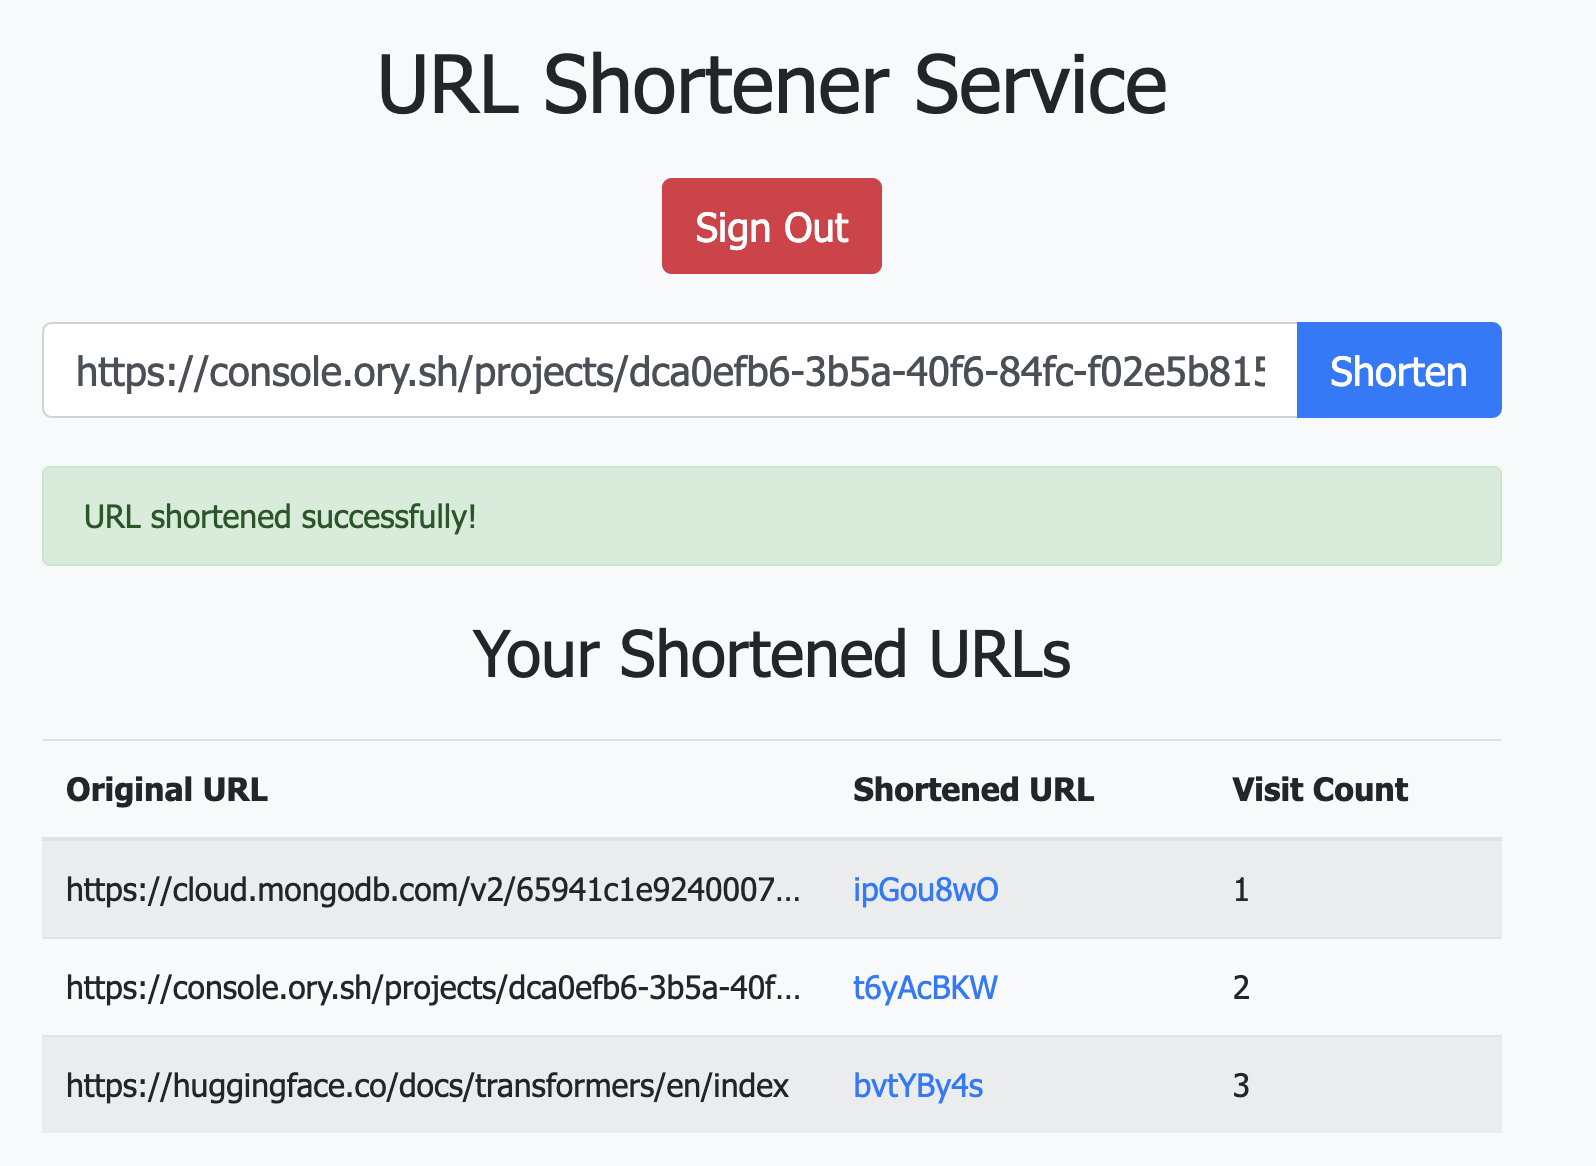 URL Shortener Service
Sign Out
https://console.ory.sh/projects/dca0efb6-3b5a-40f6-84fc-f02e5b815 Shorten
URL shortened successfully!
Your Shortened URLs
Original URL Shortened URL Visit Count
https://cloud.mongodb.com/v2/65941c1e9240007... ipGou8wO 1
https://console.ory.sh/projects/dca0efb6-3b5a-40f... t6yAcBKW 2
https://huggingface.co/docs/transformers/en/index bvtYBy4s 3